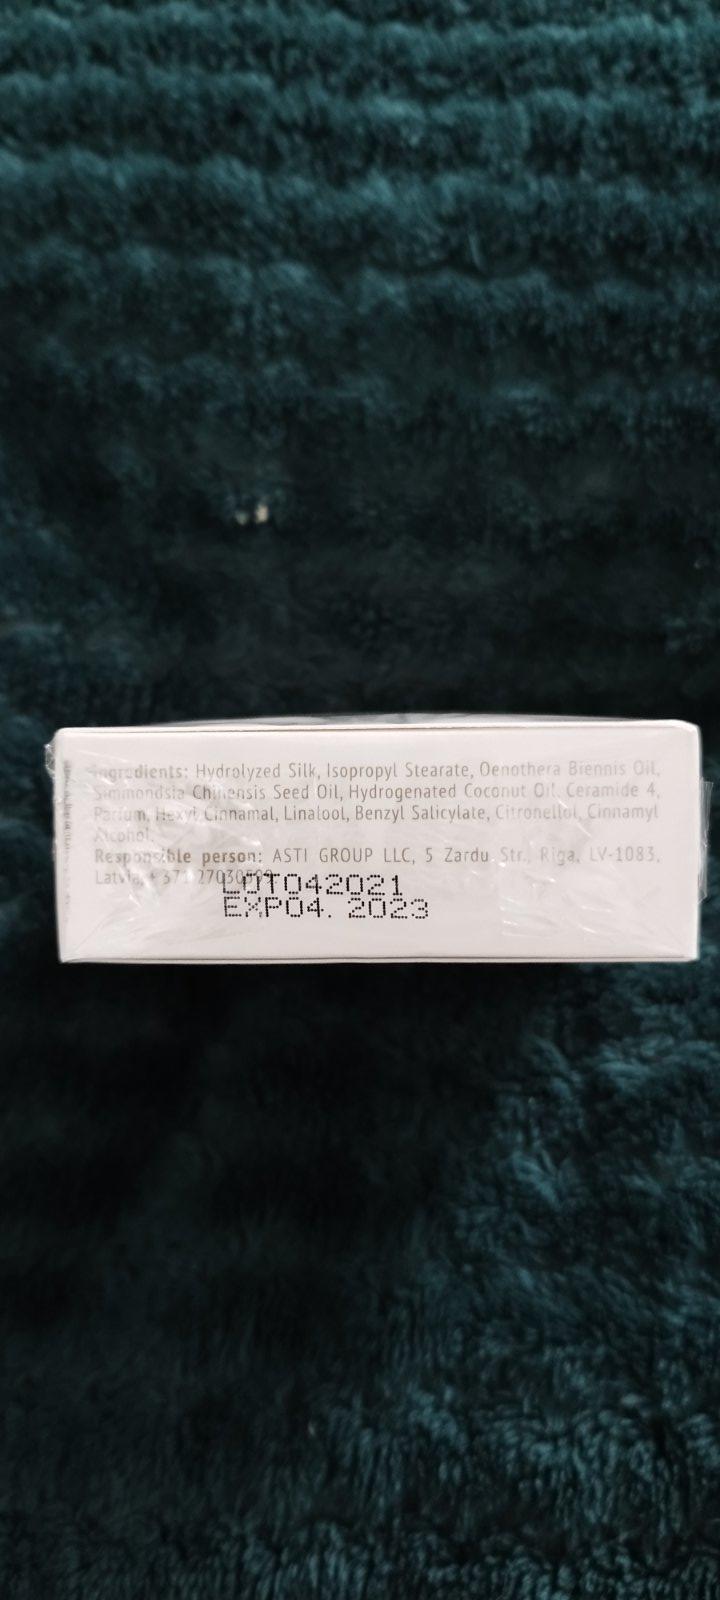 Ingredients: Hydrolyzed Silk, Isopropyl Stearate, Oenothera Biennis Oil,
Simmondsia Chinensis Seed Oil, Hydrogenated Coconut Oil, Ceramide 4,
Parfum, Hexyl Cinnamal, Linalool, Benzyl Salicylate, Citronellol, Cinnamyl
Alcohol.
Responsible person: ASTI GROUP LLC, 5 Zardu Str., Riga, LV-1083,
Latvia, + 371
LOT042021
EXP04. 2023